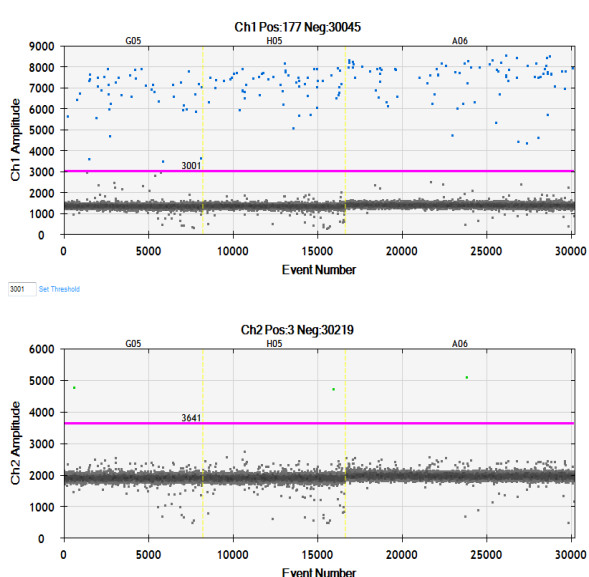 Ch1 Pos:177 Neg:30045
G05 H05 A06
9000
8000
7000
6000
5000
4000
3000
2000
1000
0
Ch1 Amplitude
3001
0 5000 10000 15000 20000 25000 30000
Event Number
3001 Set Threshold
Ch2 Pos:3 Neg:30219
G05 H05 A06
6000
5000
4000
3000
2000
1000
0
Ch2 Amplitude
3641
0 5000 10000 15000 20000 25000 30000
Event Number